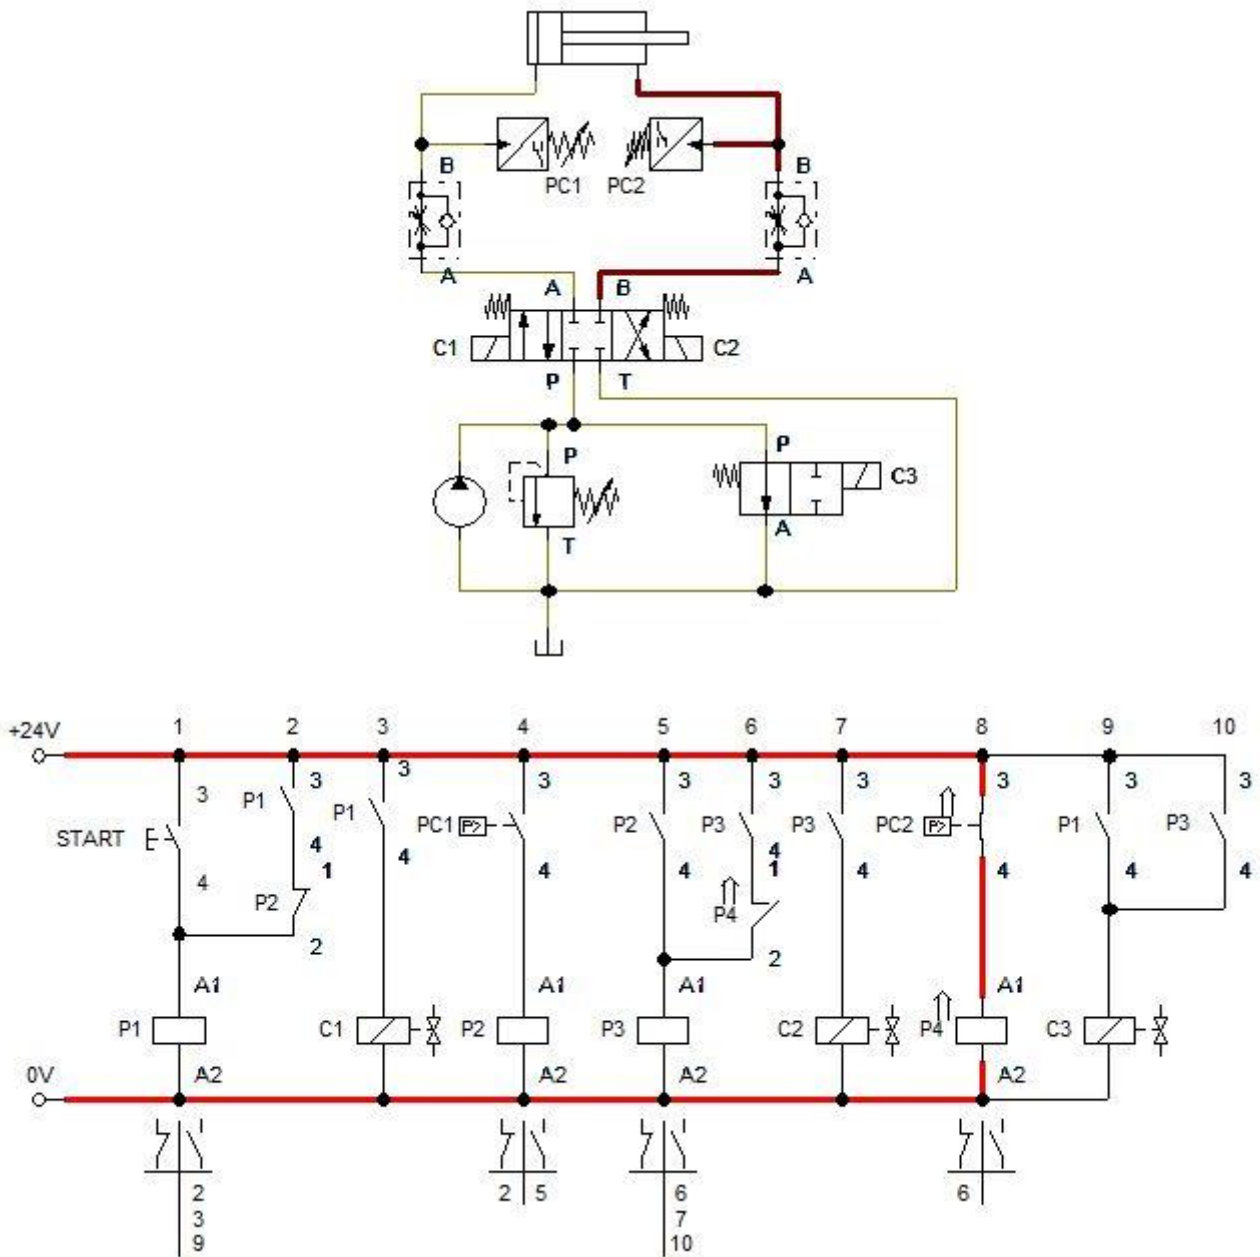 PC1 PC2
B B
A A
A B
C1 C2
P T
P P
C3
T A
1 2 3 4 5 6 7 8 9 10
+24V
3 3 3 3 3 3 3 3 3 3
P1 P1 PC1 P> P2 P3 P3 PC2 P> P1 P3
START
4 4 4 4 4 4 4 4 4 4
1 1
P2 P4
2 2
A1 A1 A1 A1
P1 C1 P2 P3 C2 P4 C3
0V A2 A2 A2 A2
2 2 5 6 6
3 7
9 10